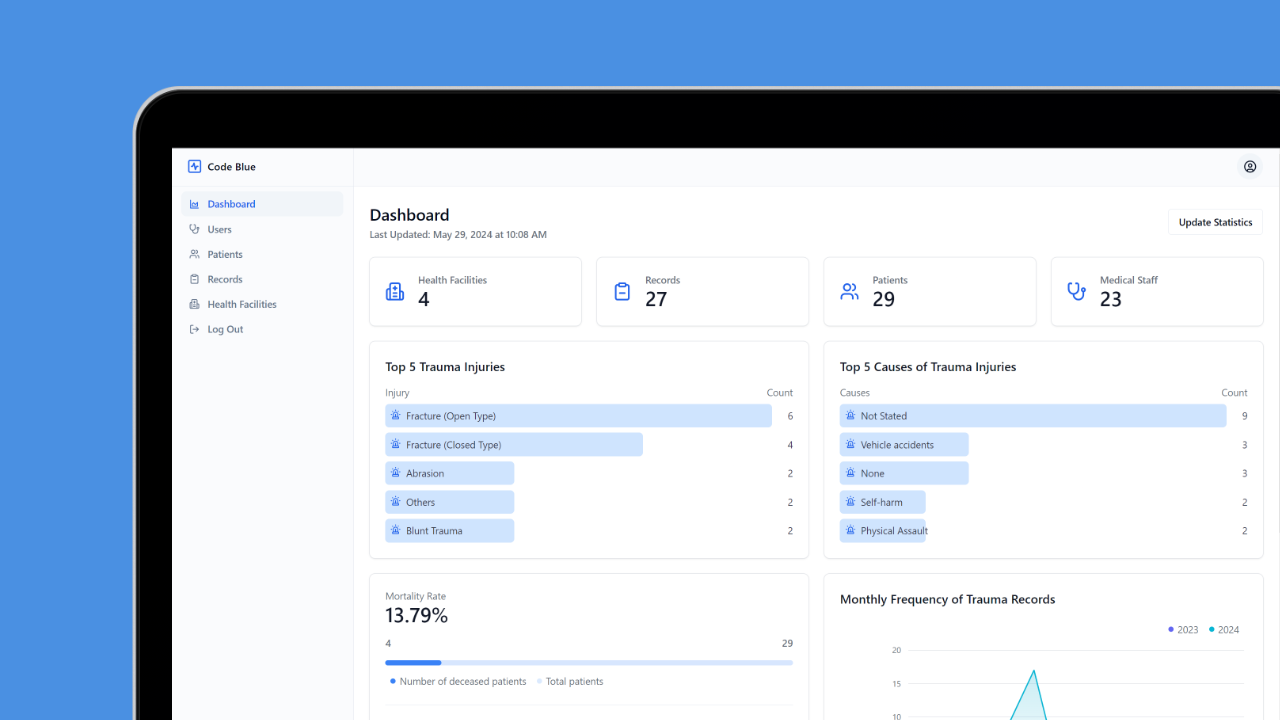 Code Blue
Dashboard
Users
Patients
Records
Health Facilities
Log Out
Dashboard
Last Updated: May 29, 2024 at 10:08 AM
Update Statistics
Health Facilities
4
Records
27
Patients
29
Medical Staff
23
Top 5 Trauma Injuries
Injury Count
Fracture (Open Type) 6
Fracture (Closed Type) 4
Abrasion 2
Others 2
Blunt Trauma 2
Top 5 Causes of Trauma Injuries
Causes Count
Not Stated 9
Vehicle accidents 3
None 3
Self-harm 2
Physical Assault 2
Mortality Rate
13.79%
4 29
Number of deceased patients Total patients
Monthly Frequency of Trauma Records
2023 2024
20
15
10